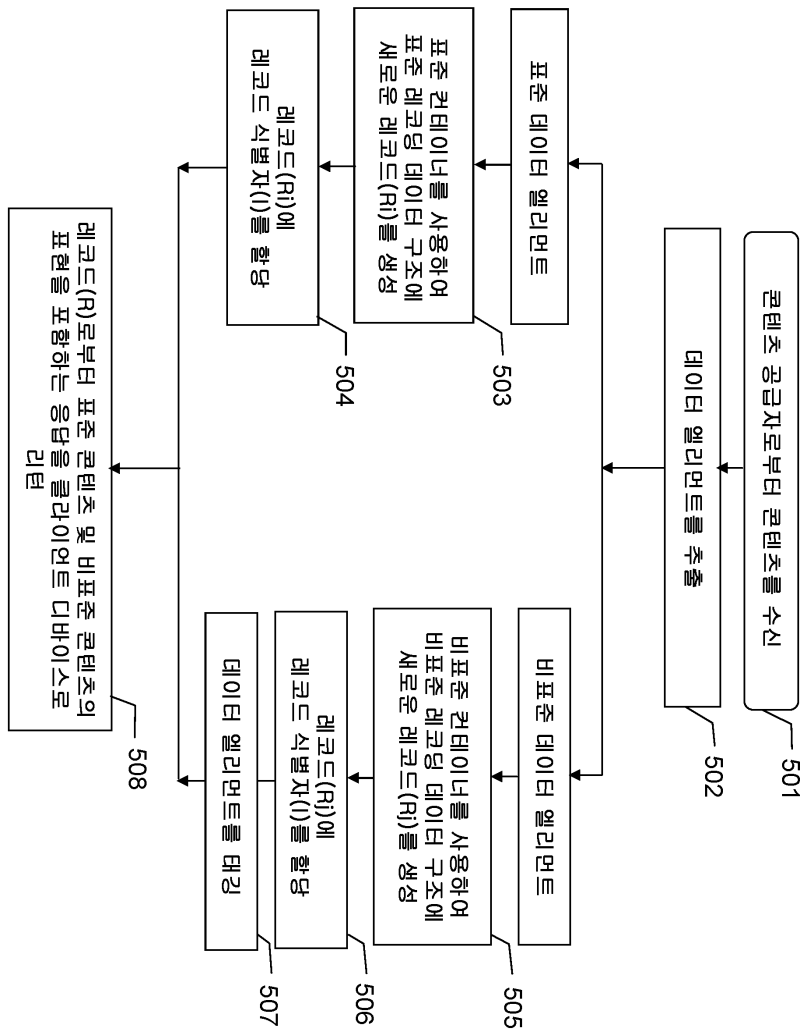 콘텐츠 공급자로부터 콘텐츠를 수신
501
데이터 엘리먼트를 추출
502
표준 데이터 엘리먼트
표준 컨테이너를 사용하여
표준 레코딩 데이터 구조에
새로운 레코드(Ri)를 생성
503
레코드(Ri)에
레코드 식별자(I)를 할당
504
비표준 데이터 엘리먼트
비표준 컨테이너를 사용하여
비표준 레코딩 데이터 구조에
새로운 레코드(Rj)를 생성
505
레코드(Rj)에
레코드 식별자(I)를 할당
506
데이터 엘리먼트를 태깅
507
레코드(R)로부터 표준 콘텐츠 및 비표준 콘텐츠의
표현을 포함하는 응답을 클라이언트 디바이스로
리턴
508